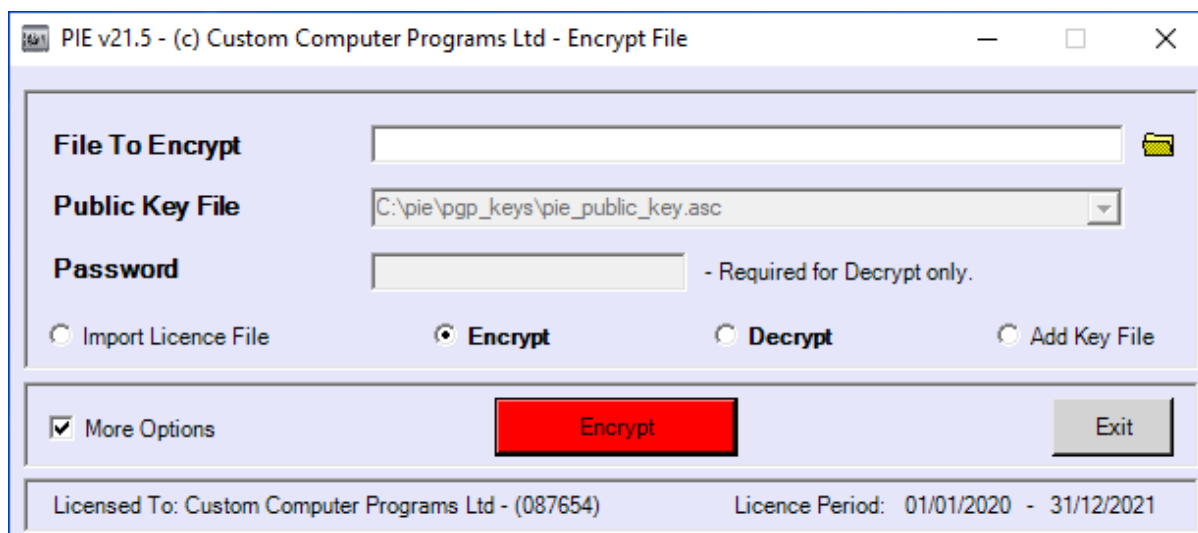 PIE v21.5 - (c) Custom Computer Programs Ltd - Encrypt File
File To Encrypt
Public Key File C:\pie\pgp_keys\pie_public_key.asc
Password - Required for Decrypt only.
Import Licence File Encrypt Decrypt Add Key File
More Options Encrypt Exit
Licensed To: Custom Computer Programs Ltd - (087654) Licence Period: 01/01/2020 - 31/12/2021